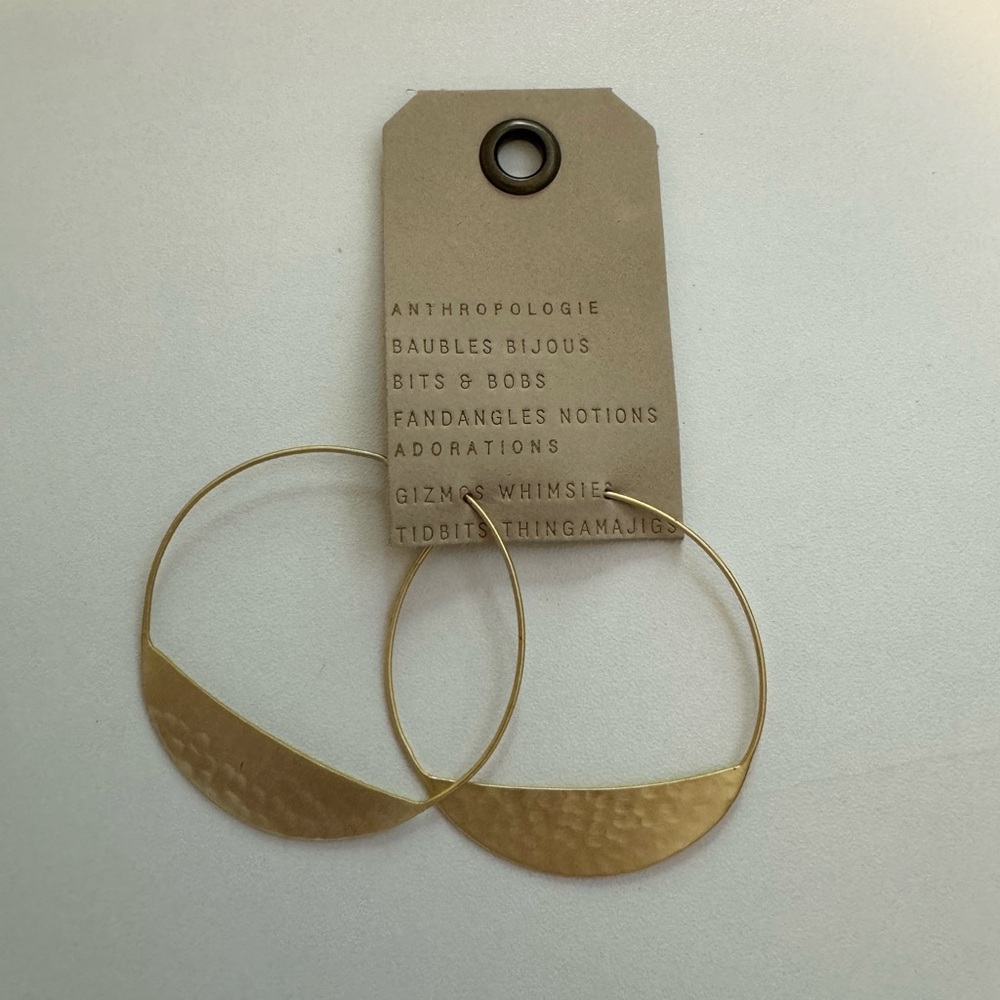 ANTHROPOLOGIE
BAUBLES BIJOUS
BITS & BOBS
FANDANGLES NOTIONS
ADORATIONS
GIZMOS WHIMSIES
TIDBITS THINGAMAJIGS